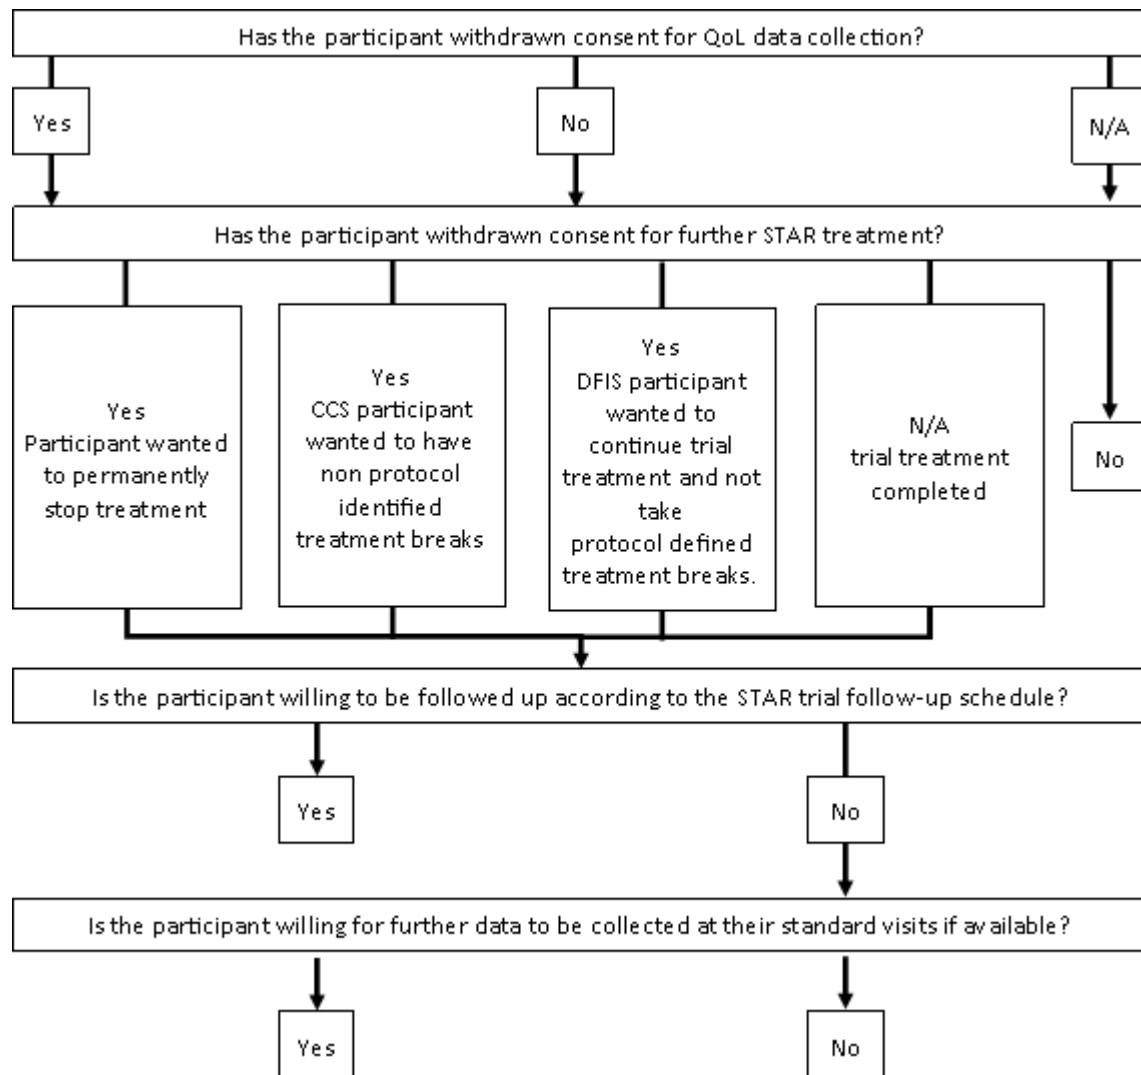 Has the participant withdrawn consent for QoL data collection?
Yes
No
N/A
Has the participant withdrawn consent for further STAR treatment?
Yes
Participant wanted
to permanently
stop treatment
Yes
CCS participant
wanted to have
non protocol
identified
treatment breaks
Yes
DFIS participant
wanted to
continue trial
treatment and not
take
protocol defined
treatment breaks.
N/A
trial treatment
completed
No
Is the participant willing to be followed up according to the STAR trial follow-up schedule?
Yes
No
Is the participant willing for further data to be collected at their standard visits if available?
Yes
No